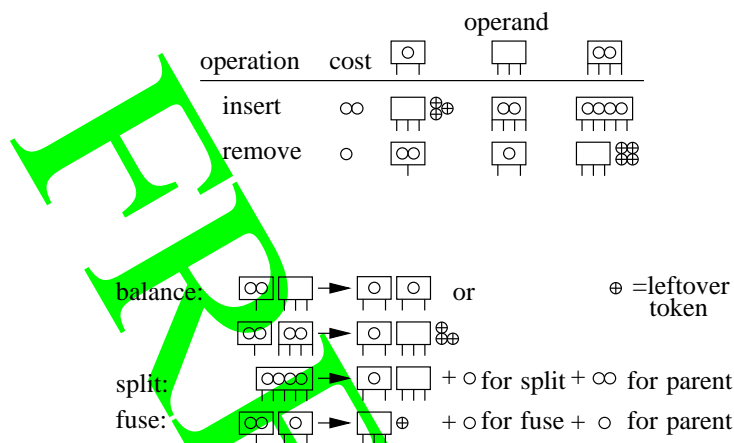 operand
operation cost
insert
remove
balance: or ⊕ =leftover
token
split: + ○ for split + ○○ for parent
fuse: + ○ for fuse + ○ for parent
FRE